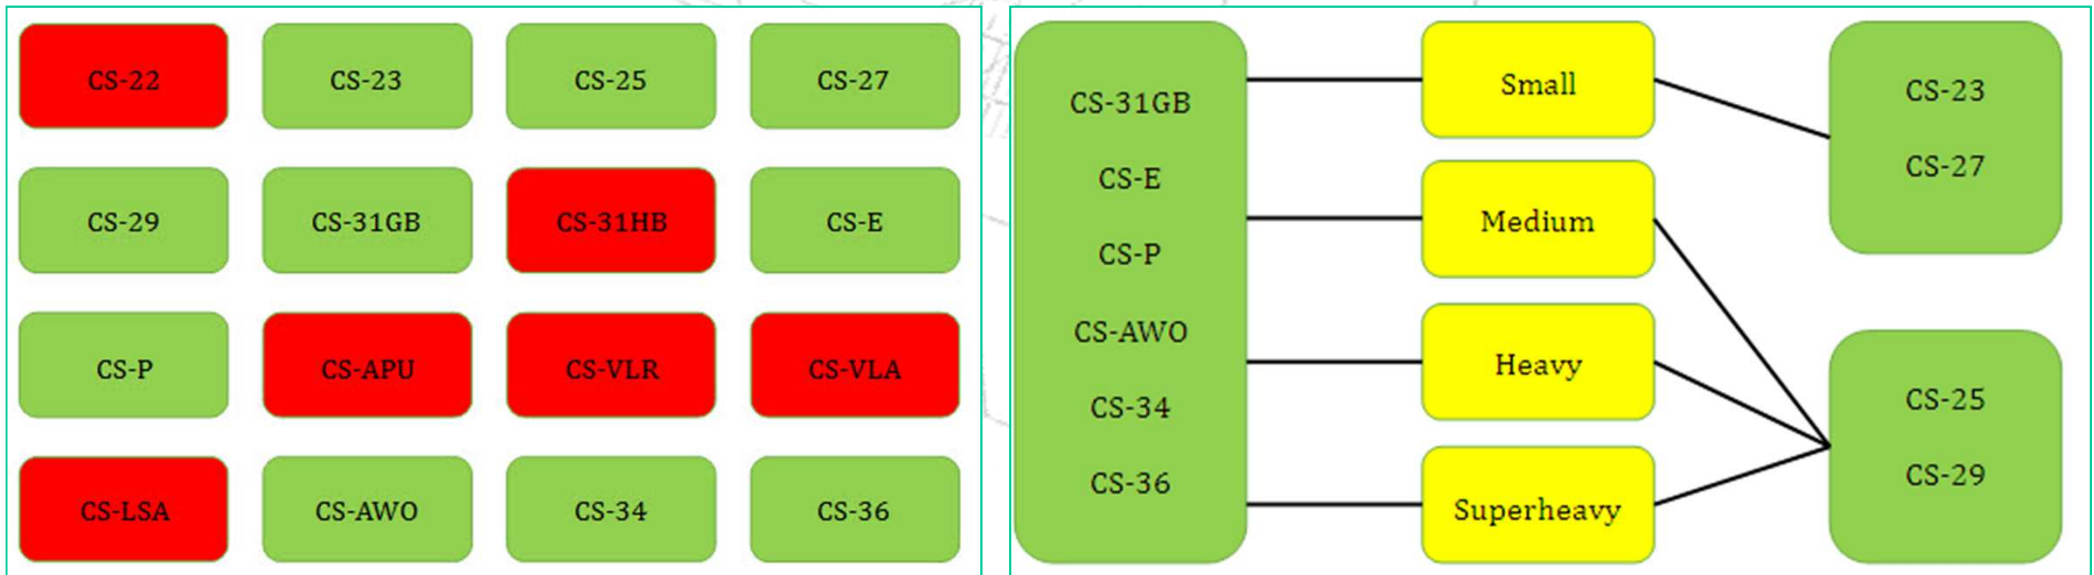 CS-22
CS-23
CS-25
CS-27
CS-29
CS-31GB
CS-31HB
CS-E
CS-P
CS-APU
CS-VLR
CS-VLA
CS-LSA
CS-AWO
CS-34
CS-36
CS-31GB
CS-E
CS-P
CS-AWO
CS-34
CS-36
Small
Medium
Heavy
Superheavy
CS-23
CS-27
CS-25
CS-29